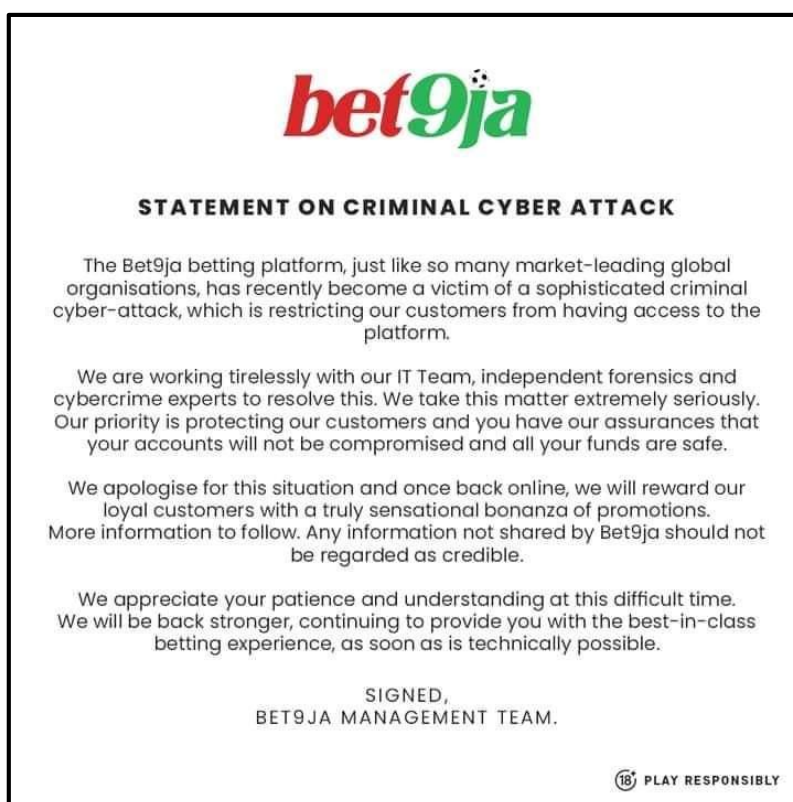 bet9ja
STATEMENT ON CRIMINAL CYBER ATTACK
The Bet9ja betting platform, just like so many market-leading global
organisations, has recently become a victim of a sophisticated criminal
cyber-attack, which is restricting our customers from having access to the
platform.
We are working tirelessly with our IT Team, independent forensics and
cybercrime experts to resolve this. We take this matter extremely seriously.
Our priority is protecting our customers and you have our assurances that
your accounts will not be compromised and all your funds are safe.
We apologise for this situation and once back online, we will reward our
loyal customers with a truly sensational bonanza of promotions.
More information to follow. Any information not shared by Bet9ja should not
be regarded as credible.
We appreciate your patience and understanding at this difficult time.
We will be back stronger, continuing to provide you with the best-in-class
betting experience, as soon as is technically possible.
SIGNED,
BET9JA MANAGEMENT TEAM.
18+ PLAY RESPONSIBLY